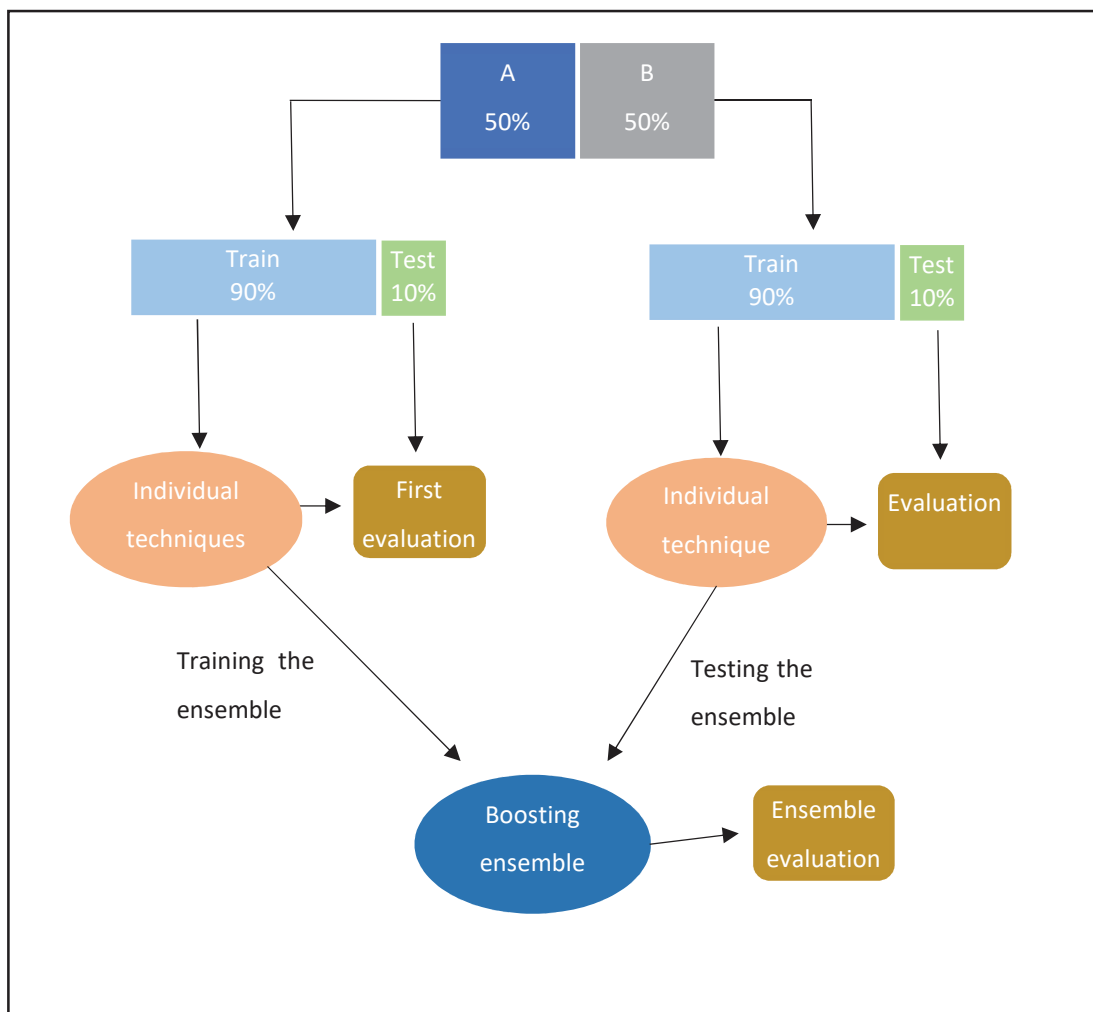 A
50%
B
50%
Train
90%
Test
10%
Train
90%
Test
10%
Individual
techniques
First
evaluation
Individual
technique
Evaluation
Training the
ensemble
Testing the
ensemble
Boosting
ensemble
Ensemble
evaluation